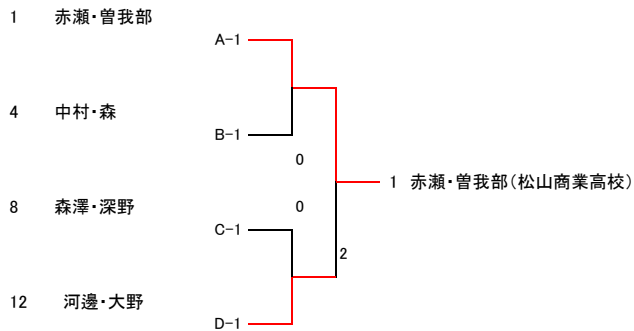 1 赤瀬・曽我部
A-1
4 中村・森
B-1
0
1 赤瀬・曽我部(松山商業高校)
0
8 森澤・深野
C-1
2
12 河邊・大野
D-1